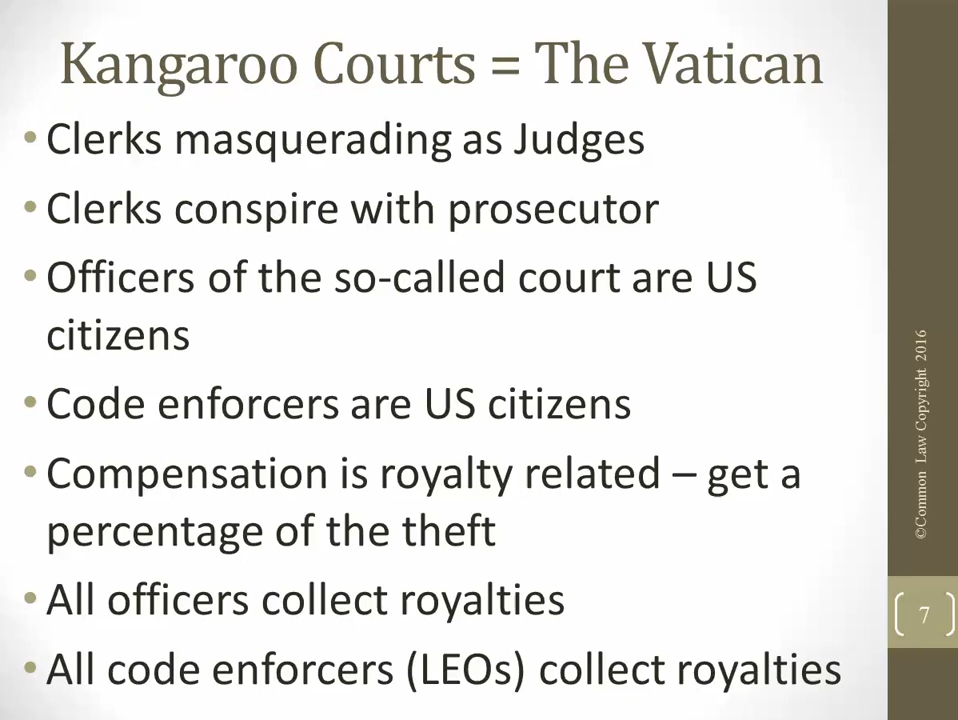 Kangaroo Courts = The Vatican
• Clerks masquerading as Judges
• Clerks conspire with prosecutor
• Officers of the so-called court are US
citizens
• Code enforcers are US citizens
• Compensation is royalty related – get a
percentage of the theft
• All officers collect royalties
• All code enforcers (LEOs) collect royalties
©Common Law Copyright 2016
7